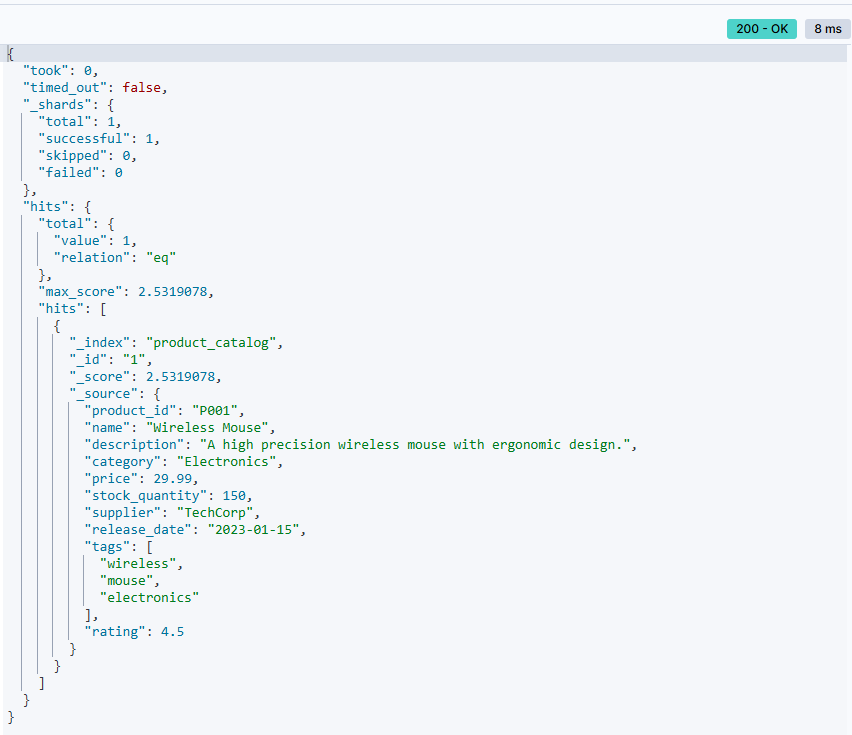 200 - OK
8 ms
{
"took": 0,
"timed_out": false,
"_shards": {
"total": 1,
"successful": 1,
"skipped": 0,
"failed": 0
},
"hits": {
"total": {
"value": 1,
"relation": "eq"
},
"max_score": 2.5319078,
"hits": [
{
"_index": "product_catalog",
"_id": "1",
"_score": 2.5319078,
"_source": {
"product_id": "P001",
"name": "Wireless Mouse",
"description": "A high precision wireless mouse with ergonomic design.",
"category": "Electronics",
"price": 29.99,
"stock_quantity": 150,
"supplier": "TechCorp",
"release_date": "2023-01-15",
"tags": [
"wireless",
"mouse",
"electronics"
],
"rating": 4.5
}
}
]
}
}